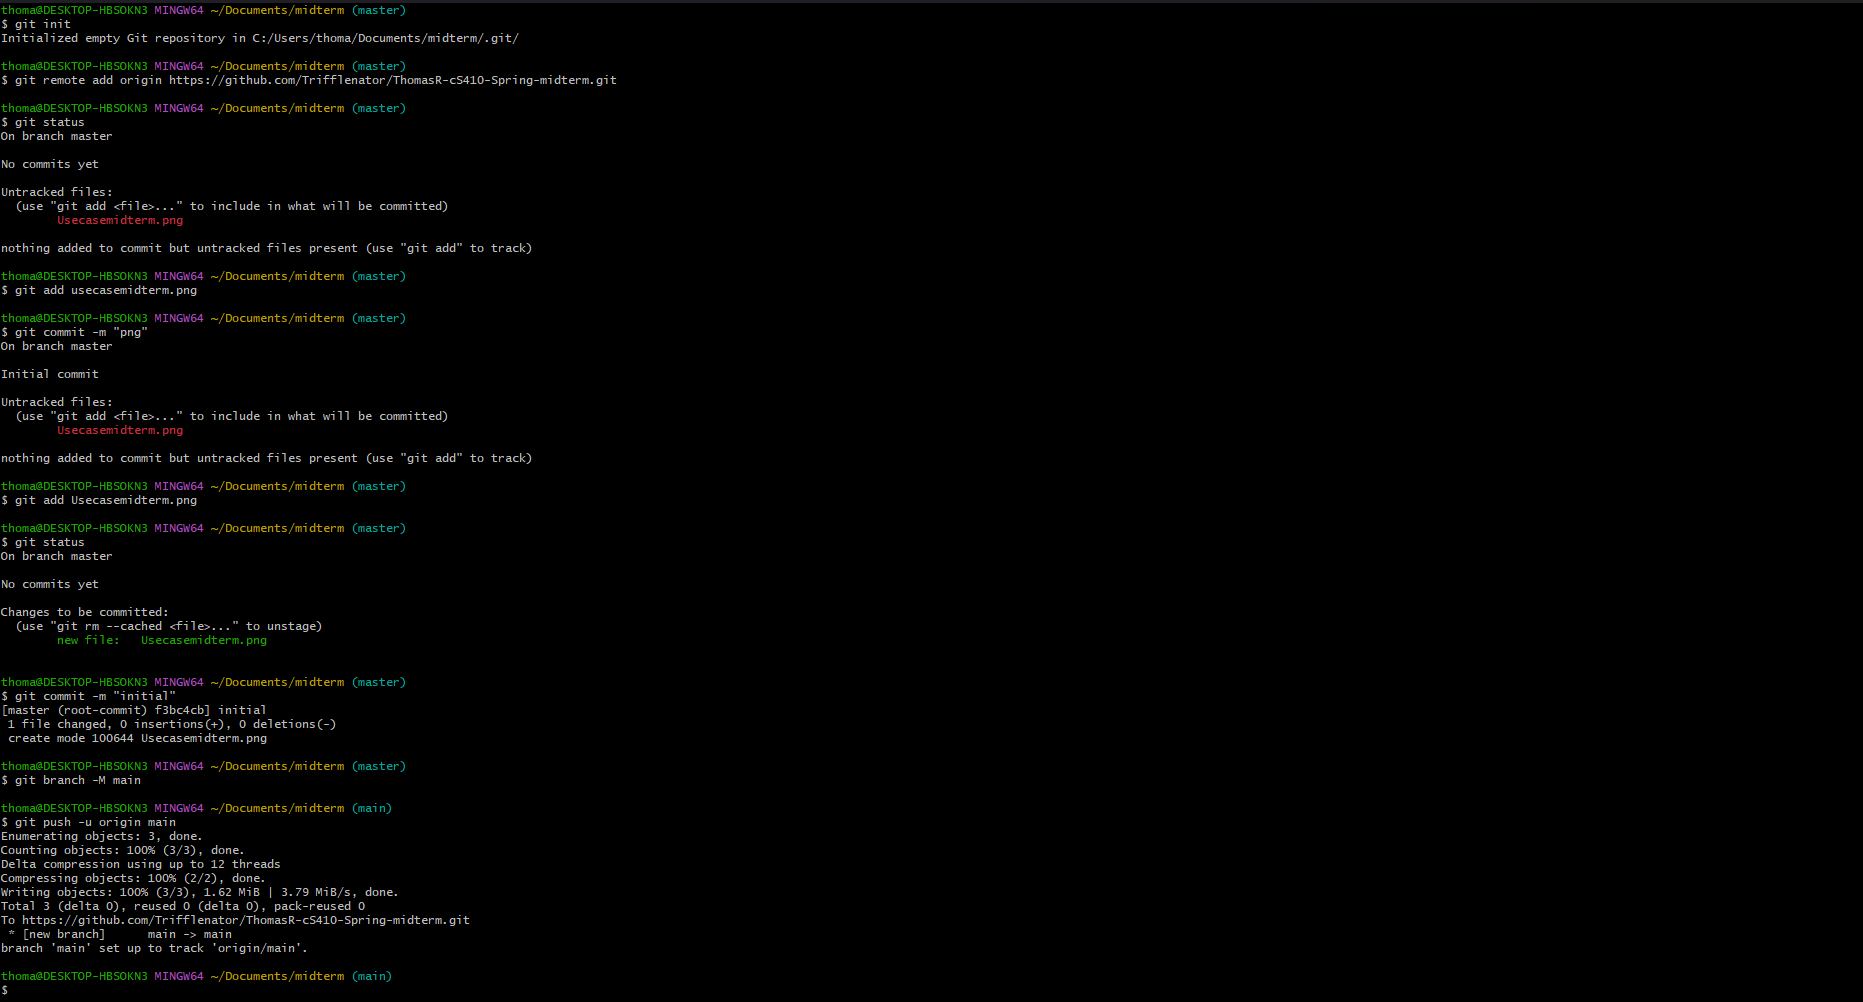 thoma@DESKTOP-HBSOKN3 MINGW64 ~/Documents/midterm (master)
$ git init
Initialized empty Git repository in C:/Users/thoma/Documents/midterm/.git/

thoma@DESKTOP-HBSOKN3 MINGW64 ~/Documents/midterm (master)
$ git remote add origin https://github.com/Trifflenator/ThomasR-cS410-Spring-midterm.git

thoma@DESKTOP-HBSOKN3 MINGW64 ~/Documents/midterm (master)
$ git status
On branch master

No commits yet

Untracked files:
  (use "git add <file>..." to include in what will be committed)
        Usecasemidterm.png

nothing added to commit but untracked files present (use "git add" to track)

thoma@DESKTOP-HBSOKN3 MINGW64 ~/Documents/midterm (master)
$ git add usecasemidterm.png

thoma@DESKTOP-HBSOKN3 MINGW64 ~/Documents/midterm (master)
$ git commit -m "png"
On branch master

Initial commit

Untracked files:
  (use "git add <file>..." to include in what will be committed)
        Usecasemidterm.png

nothing added to commit but untracked files present (use "git add" to track)

thoma@DESKTOP-HBSOKN3 MINGW64 ~/Documents/midterm (master)
$ git add Usecasemidterm.png

thoma@DESKTOP-HBSOKN3 MINGW64 ~/Documents/midterm (master)
$ git status
On branch master

No commits yet

Changes to be committed:
  (use "git rm --cached <file>..." to unstage)
        new file:   Usecasemidterm.png


thoma@DESKTOP-HBSOKN3 MINGW64 ~/Documents/midterm (master)
$ git commit -m "initial"
[master (root-commit) f3bc4cb] initial
 1 file changed, 0 insertions(+), 0 deletions(-)
 create mode 100644 Usecasemidterm.png

thoma@DESKTOP-HBSOKN3 MINGW64 ~/Documents/midterm (master)
$ git branch -M main

thoma@DESKTOP-HBSOKN3 MINGW64 ~/Documents/midterm (main)
$ git push -u origin main
Enumerating objects: 3, done.
Counting objects: 100% (3/3), done.
Delta compression using up to 12 threads
Compressing objects: 100% (2/2), done.
Writing objects: 100% (3/3), 1.62 MiB | 3.79 MiB/s, done.
Total 3 (delta 0), reused 0 (delta 0), pack-reused 0
To https://github.com/Trifflenator/ThomasR-cS410-Spring-midterm.git
 * [new branch]      main -> main
branch 'main' set up to track 'origin/main'.

thoma@DESKTOP-HBSOKN3 MINGW64 ~/Documents/midterm (main)
$